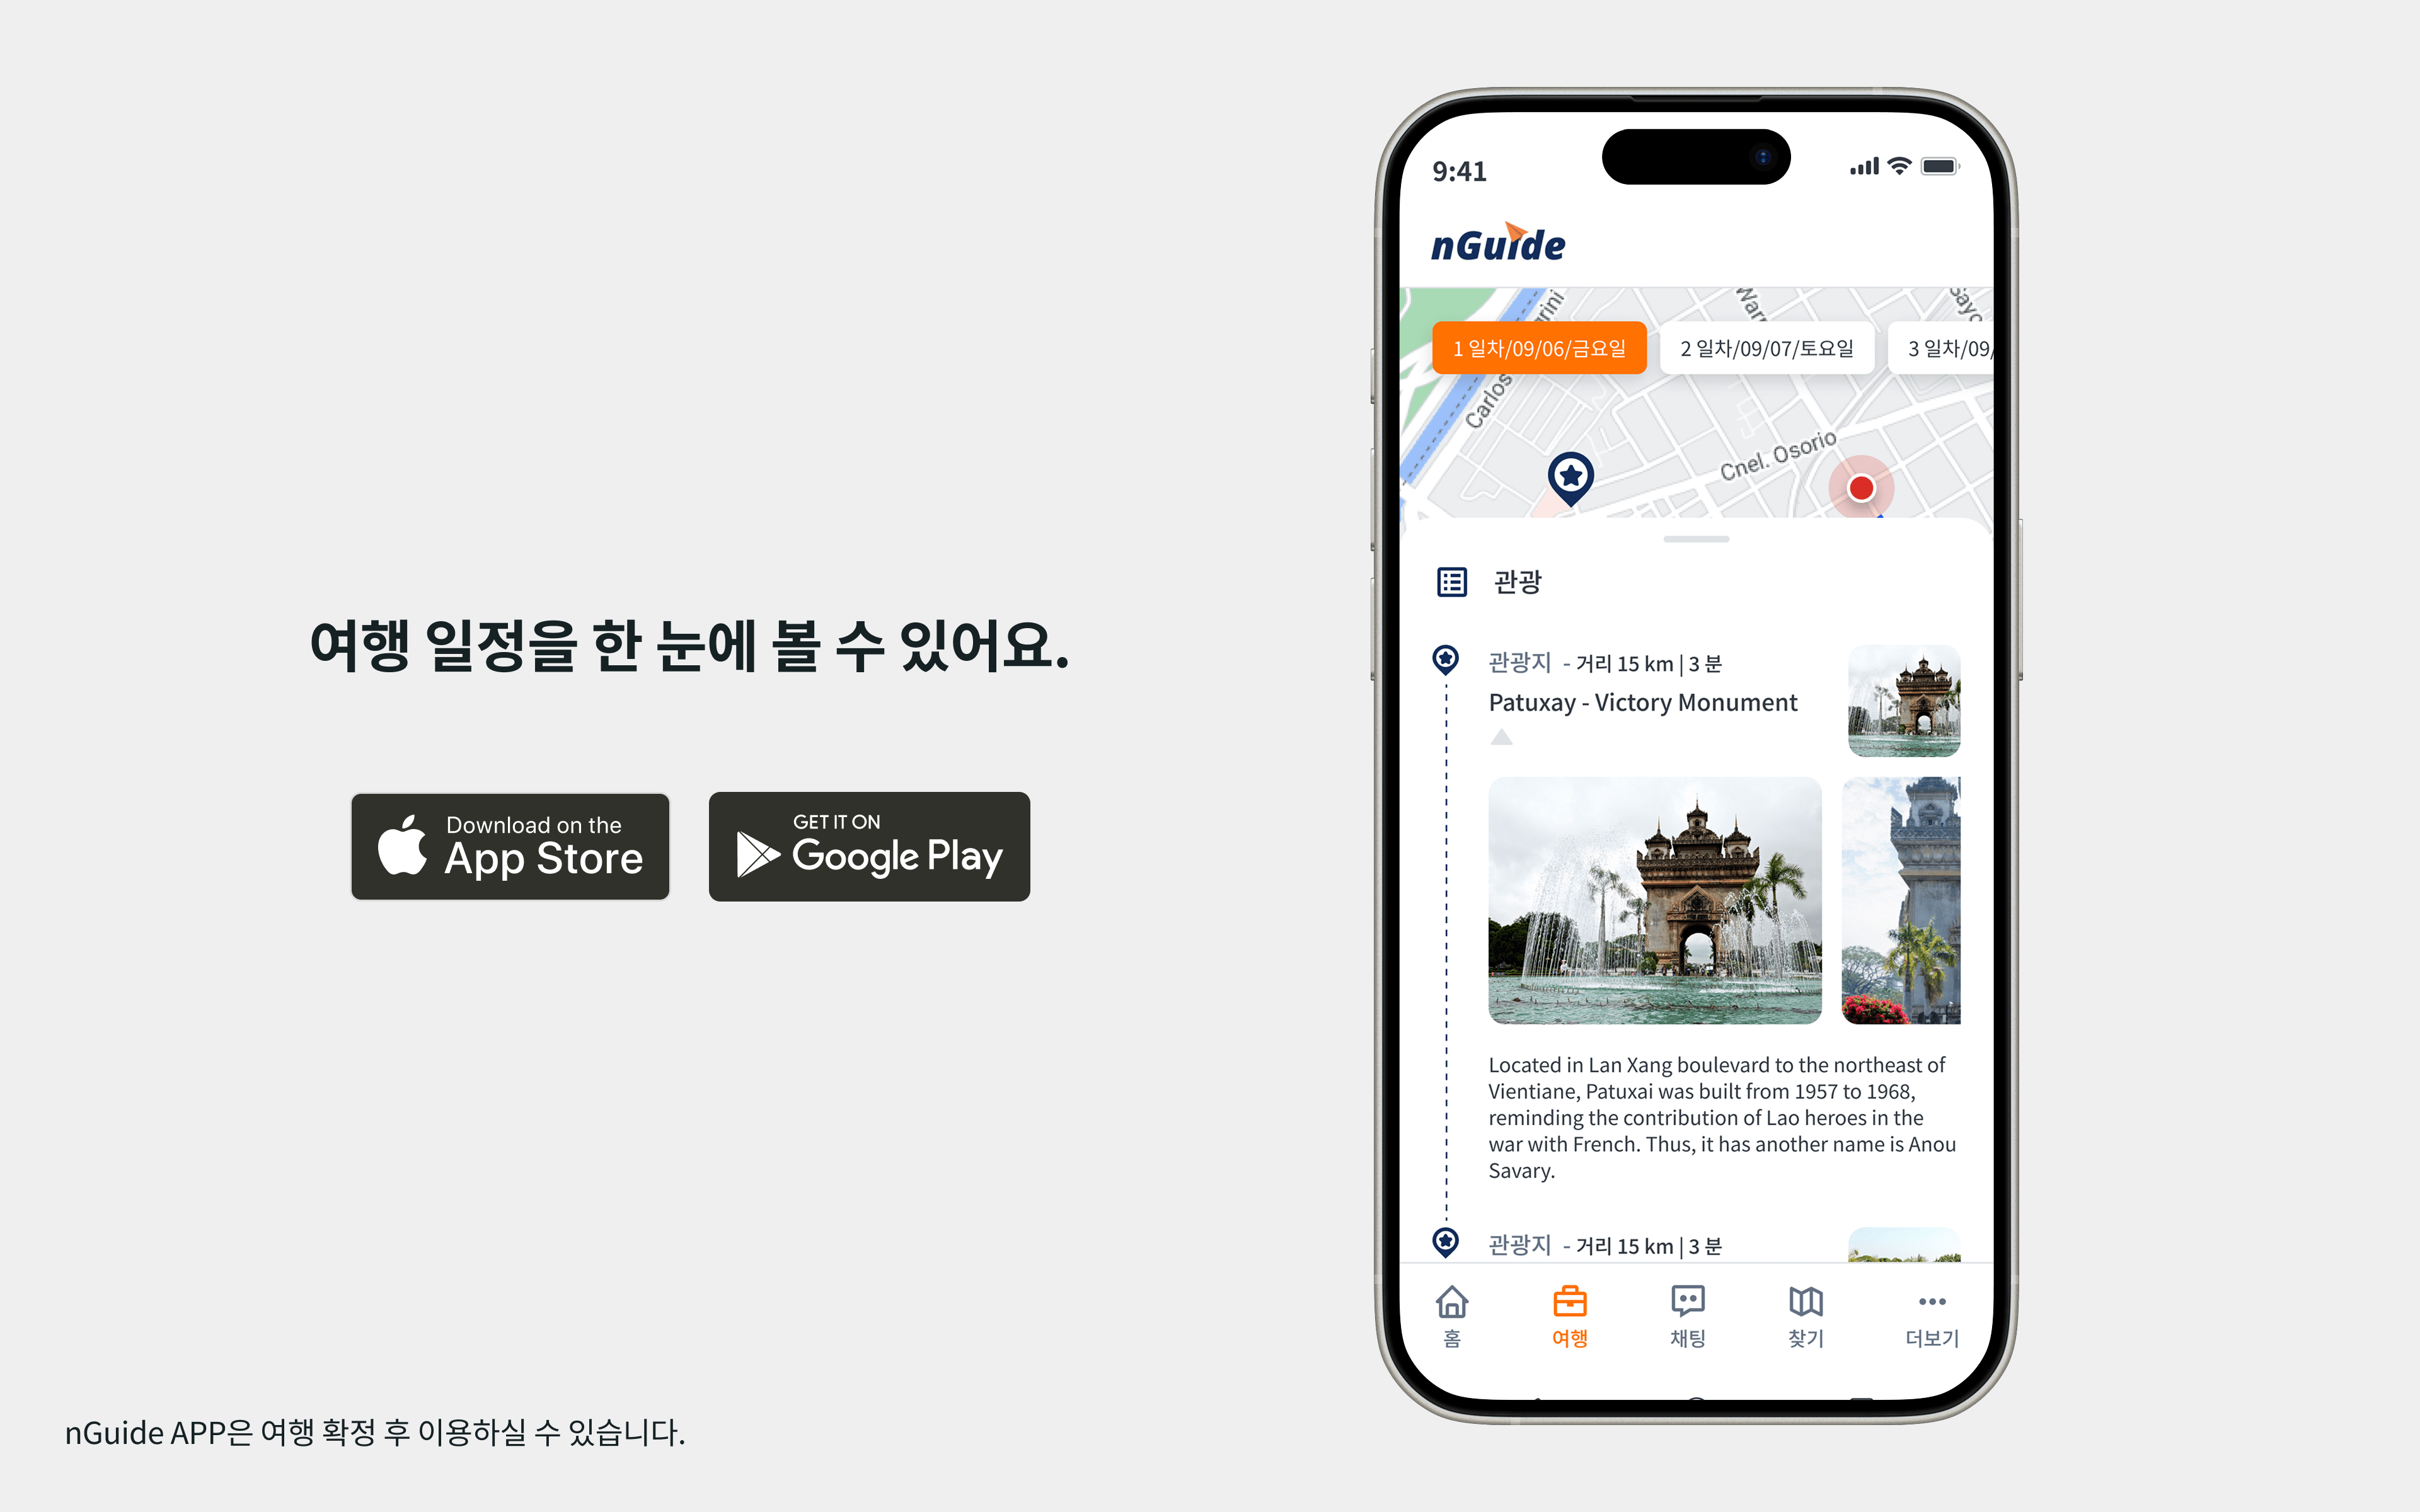 여행 일정을 한 눈에 볼 수 있어요.
Download on the
App Store
GET IT ON
Google Play
nGuide APP은 여행 확정 후 이용하실 수 있습니다.
9:41
nGuide
1 일차/09/06/금요일
2 일차/09/07/토요일
3 일차/09/
Carlos
Cnel. Osorio
관광
관광지 - 거리 15 km | 3 분
Patuxay - Victory Monument
Located in Lan Xang boulevard to the northeast of
Vientiane, Patuxai was built from 1957 to 1968,
reminding the contribution of Lao heroes in the
war with French. Thus, it has another name is Anou
Savary.
관광지 - 거리 15 km | 3 분
홈
여행
채팅
찾기
더보기